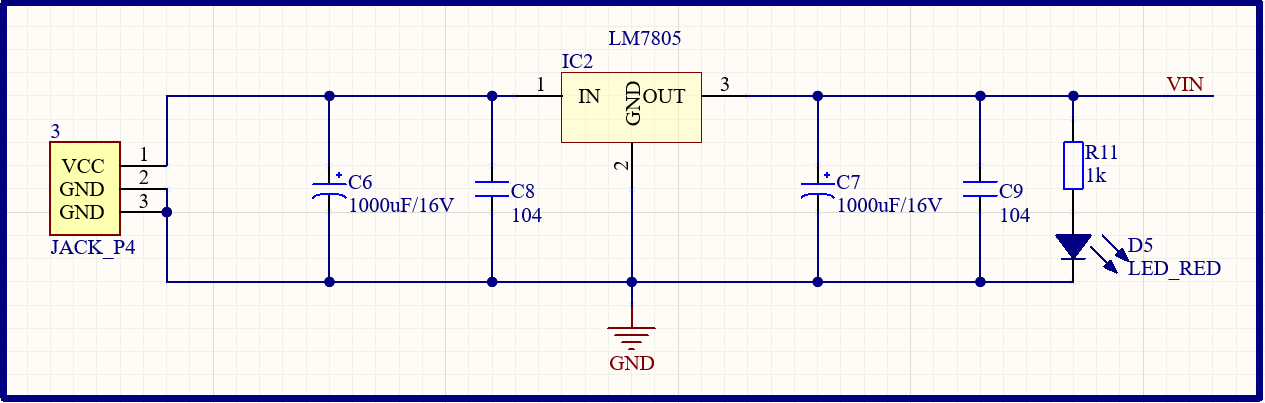 LM7805
IC2
1
IN
GND
OUT
3
2
VIN
3
VCC
GND
GND
1
2
3
JACK_P4
+
C6
1000uF/16V
C8
104
+
C7
1000uF/16V
C9
104
R11
1k
D5
LED_RED
GND